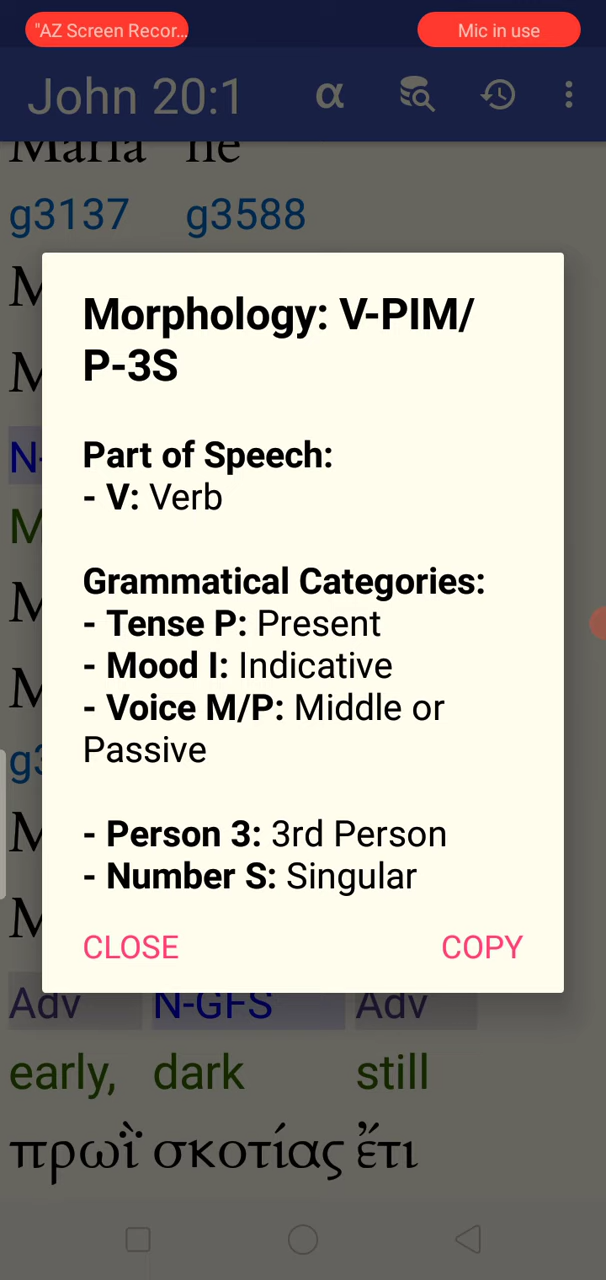 "AZ Screen Recor...
Mic in use
John 20:1 α
Maria he
g3137 g3588
Morphology: V-PIM/
P-3S
Part of Speech:
- V: Verb
Grammatical Categories:
- Tense P: Present
- Mood I: Indicative
- Voice M/P: Middle or
Passive
- Person 3: 3rd Person
- Number S: Singular
CLOSE COPY
Adv N-GFS Adv
early, dark still
πρωῒ σκοτίας ἔτι